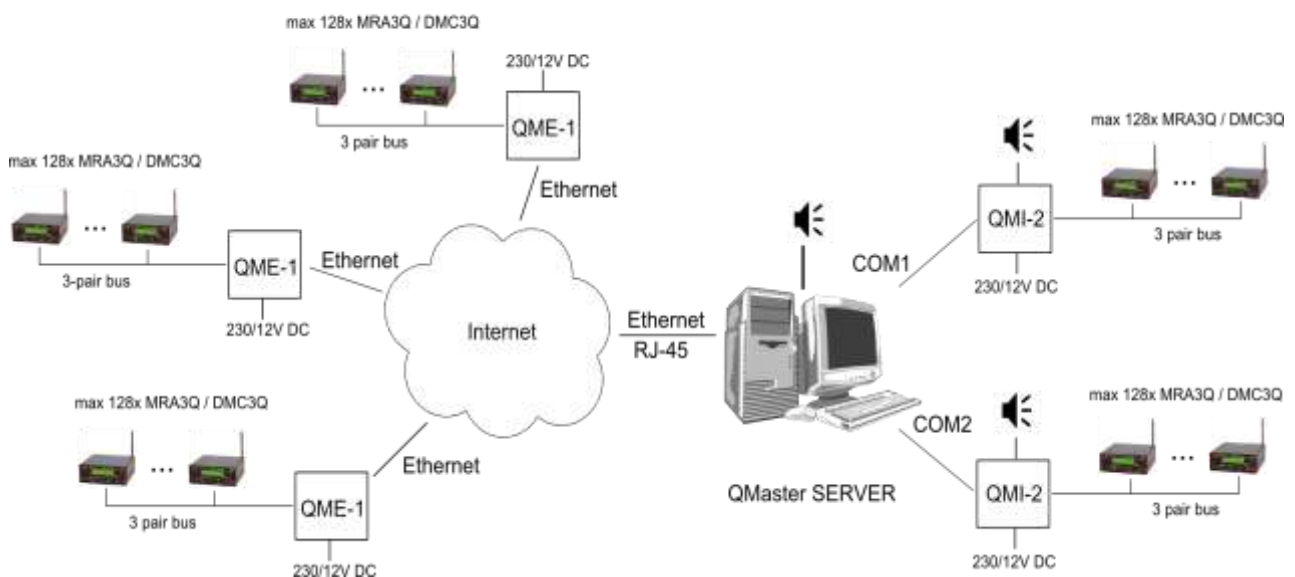 max 128x MRA3Q / DMC3Q
230/12V DC
QME-1
3 pair bus
Ethernet
max 128x MRA3Q / DMC3Q
QME-1
3-pair bus
Ethernet
230/12V DC
Internet
max 128x MRA3Q / DMC3Q
QME-1
3 pair bus
Ethernet
230/12V DC
Ethernet
RJ-45
QMaster SERVER
COM1
QMI-2
max 128x MRA3Q / DMC3Q
3 pair bus
230/12V DC
COM2
QMI-2
max 128x MRA3Q / DMC3Q
3 pair bus
230/12V DC